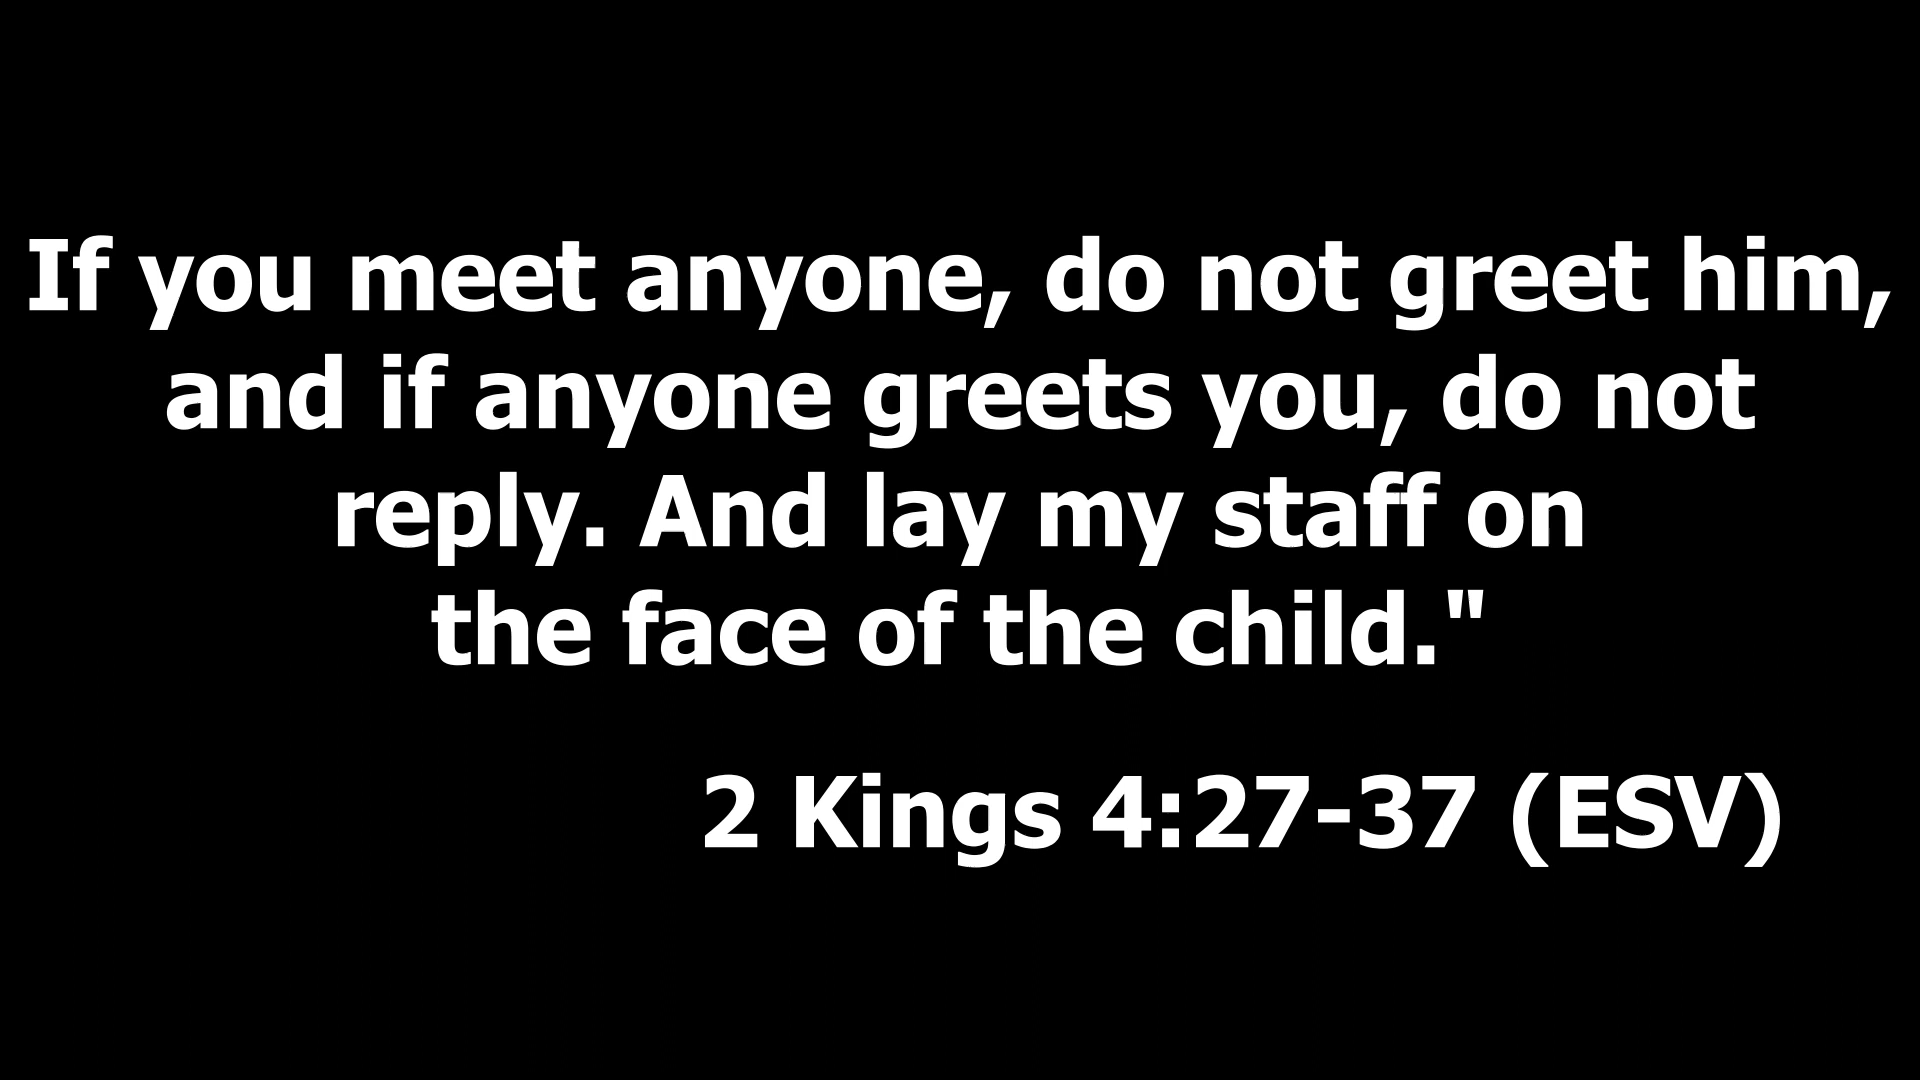 If you meet anyone, do not greet him,
and if anyone greets you, do not
reply. And lay my staff on
the face of the child."
2 Kings 4:27-37 (ESV)